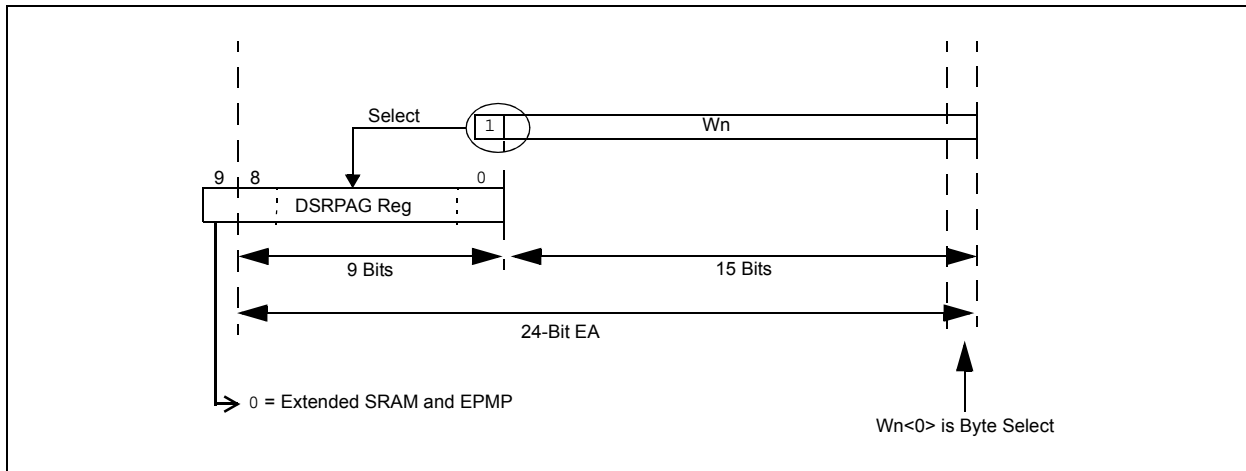 Select
1
Wn
9 8 0
DSRPAG Reg
9 Bits
15 Bits
24-Bit EA
0 = Extended SRAM and EPMP
Wn<0> is Byte Select